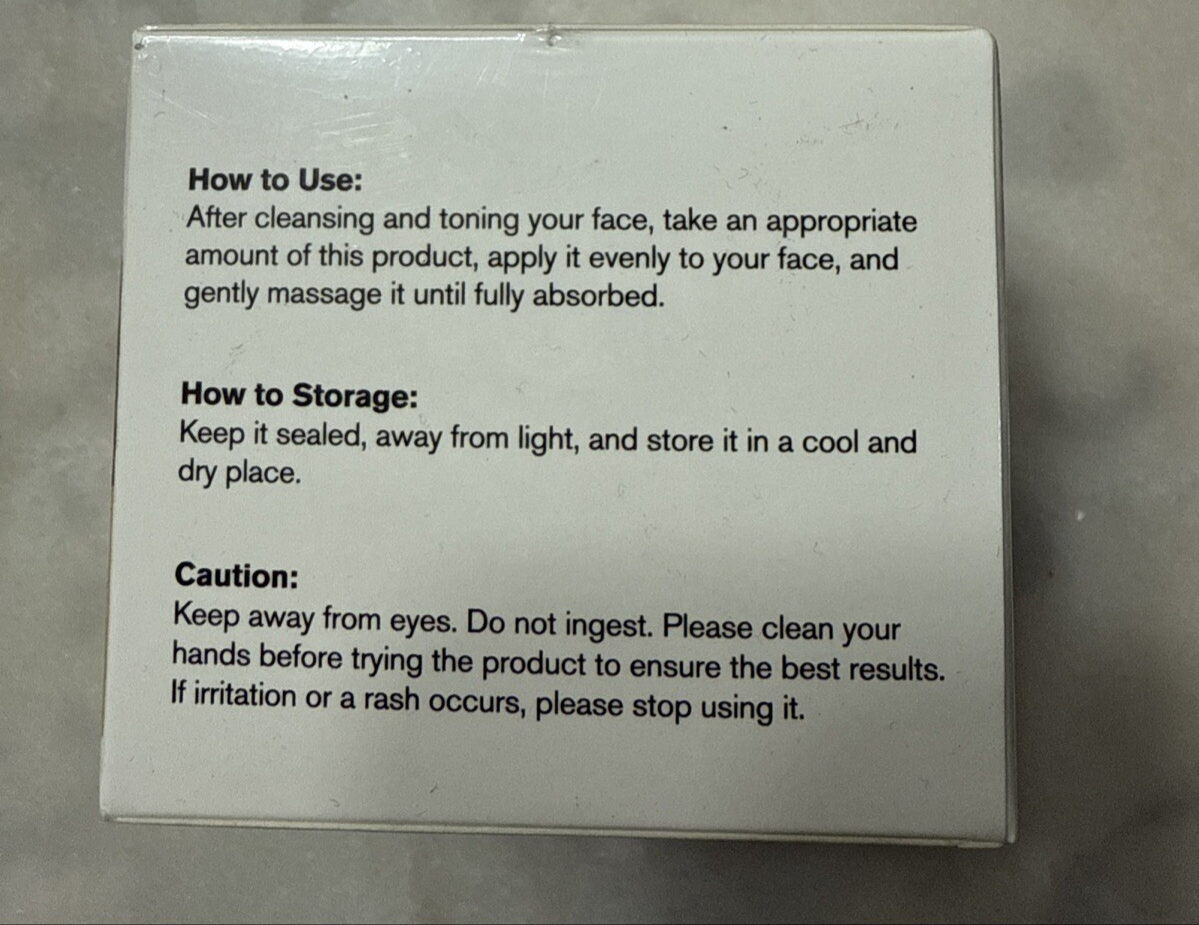 How to Use:
After cleansing and toning your face, take an appropriate
amount of this product, apply it evenly to your face, and
gently massage it until fully absorbed.
How to Storage:
Keep it sealed, away from light, and store it in a cool and
dry place.
Caution:
Keep away from eyes. Do not ingest. Please clean your
hands before trying the product to ensure the best results.
If irritation or a rash occurs, please stop using it.